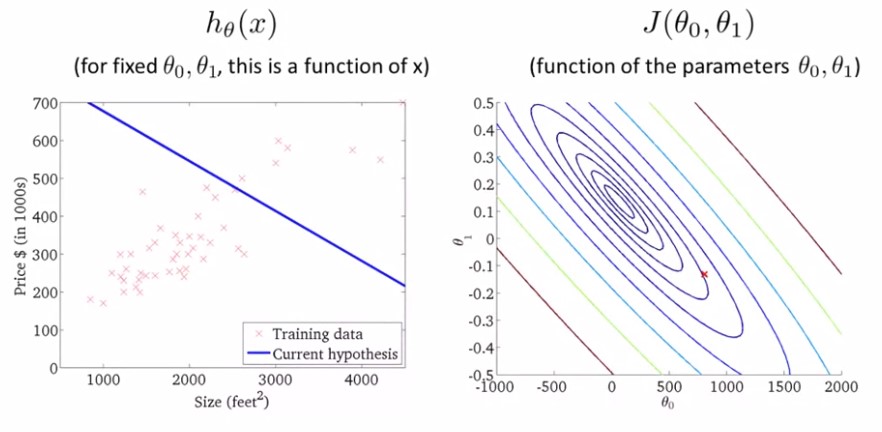 hθ(x)
(for fixed θ₀, θ₁, this is a function of x)
700
600
500
400
300
200
100
0
Price $ (in 1000s)
1000 2000 3000 4000
Size (feet²)
Training data
Current hypothesis
J(θ₀, θ₁)
(function of the parameters θ₀, θ₁)
0.5
0.4
0.3
0.2
0.1
0
-0.1
-0.2
-0.3
-0.4
-0.5
θ₁
-1000 -500 0 500 1000 1500 2000
θ₀